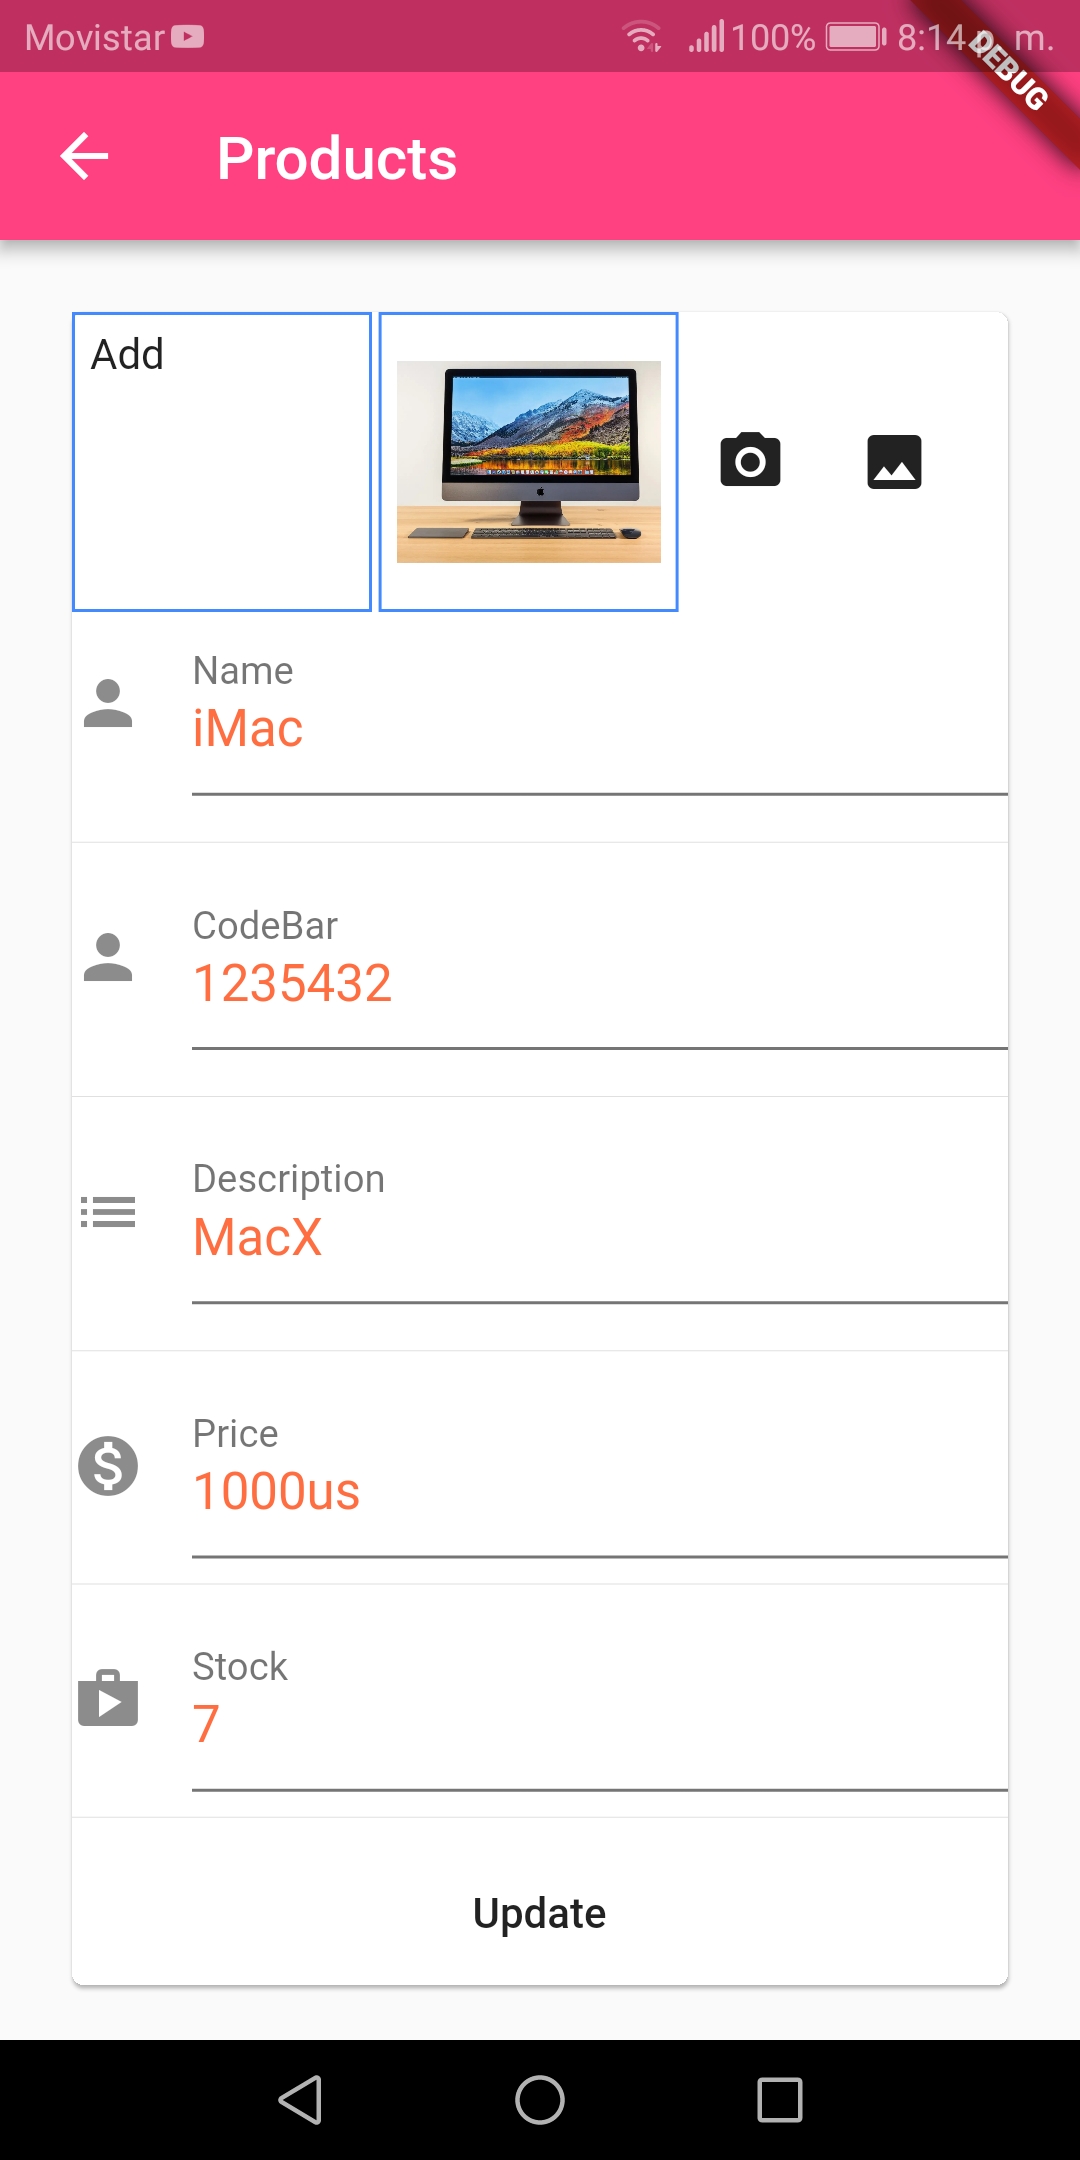 Movistar 100% 8:14 p. m.
DEBUG
Products
Add
Name
iMac
CodeBar
1235432
Description
MacX
Price
1000us
Stock
7
Update